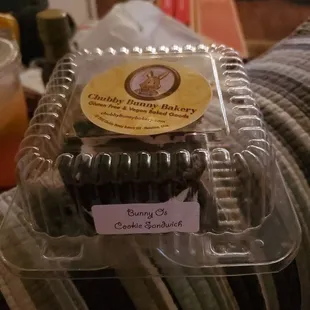 Chubby Bunny Bakery
Gluten Free & Vegan Baked Goods
Bunny O's
Cookie Sandwich